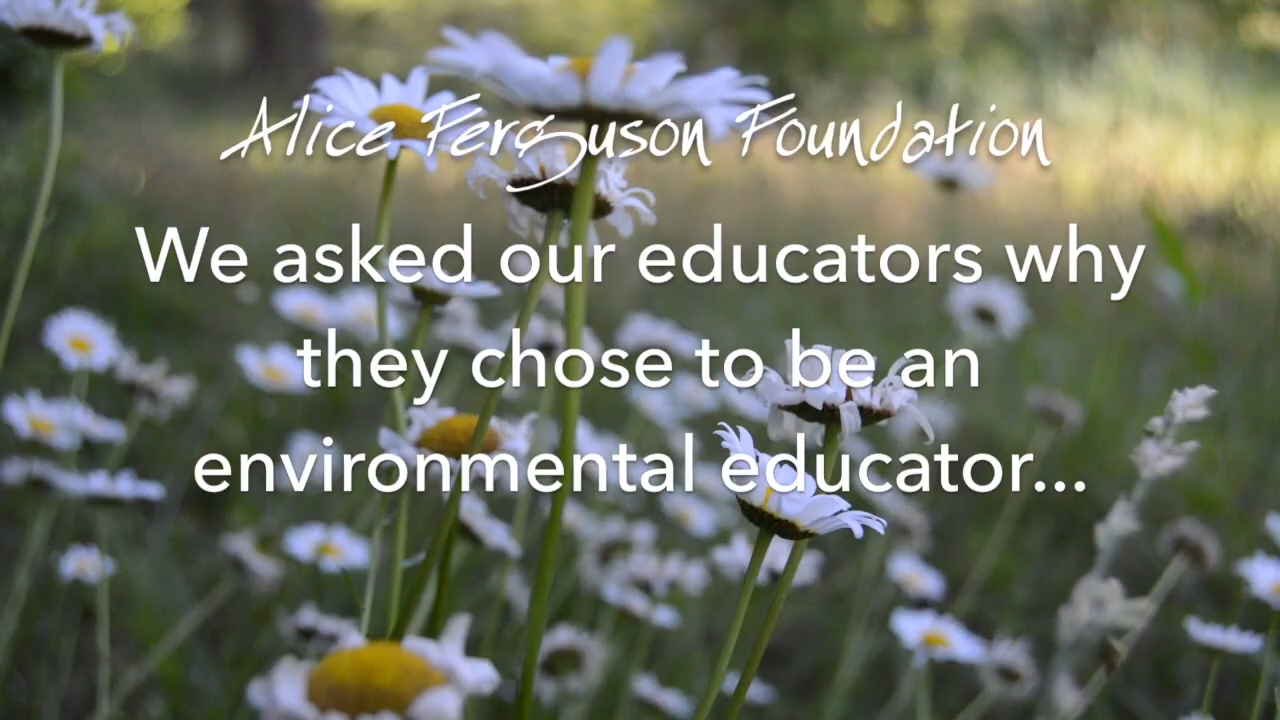 Alice Ferguson Foundation
We asked our educators why
they chose to be an
environmental educator...